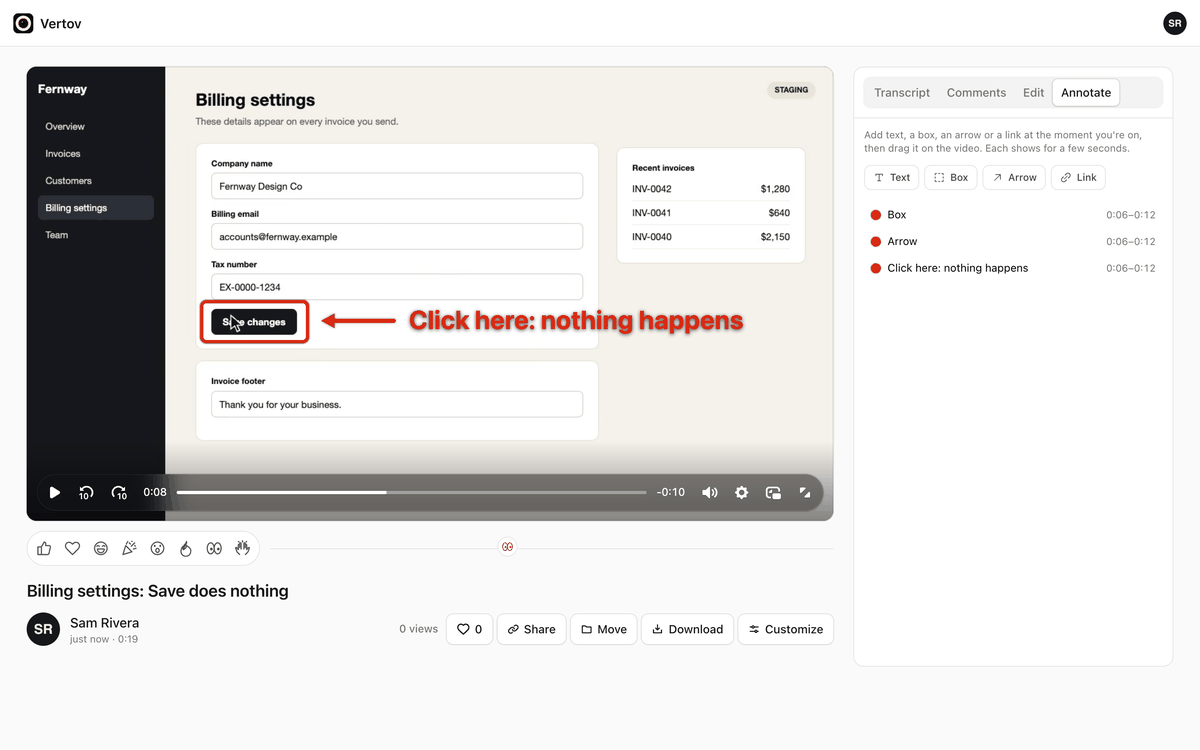 Vertov
SR
Fernway
Overview
Invoices
Customers
Billing settings
Team
Billing settings
These details appear on every invoice you send.
STAGING
Company name
Fernway Design Co
Billing email
accounts@fernway.example
Tax number
EX-0000-1234
Save changes
Click here: nothing happens
Invoice footer
Thank you for your business.
Recent invoices
INV-0042 $1,280
INV-0041 $640
INV-0040 $2,150
10
10
0:08
-0:10
Billing settings: Save does nothing
SR
Sam Rivera
just now · 0:19
0 views
0
Share
Move
Download
Customize
Transcript
Comments
Edit
Annotate
Add text, a box, an arrow or a link at the moment you're on,
then drag it on the video. Each shows for a few seconds.
Text
Box
Arrow
Link
Box 0:06–0:12
Arrow 0:06–0:12
Click here: nothing happens 0:06–0:12